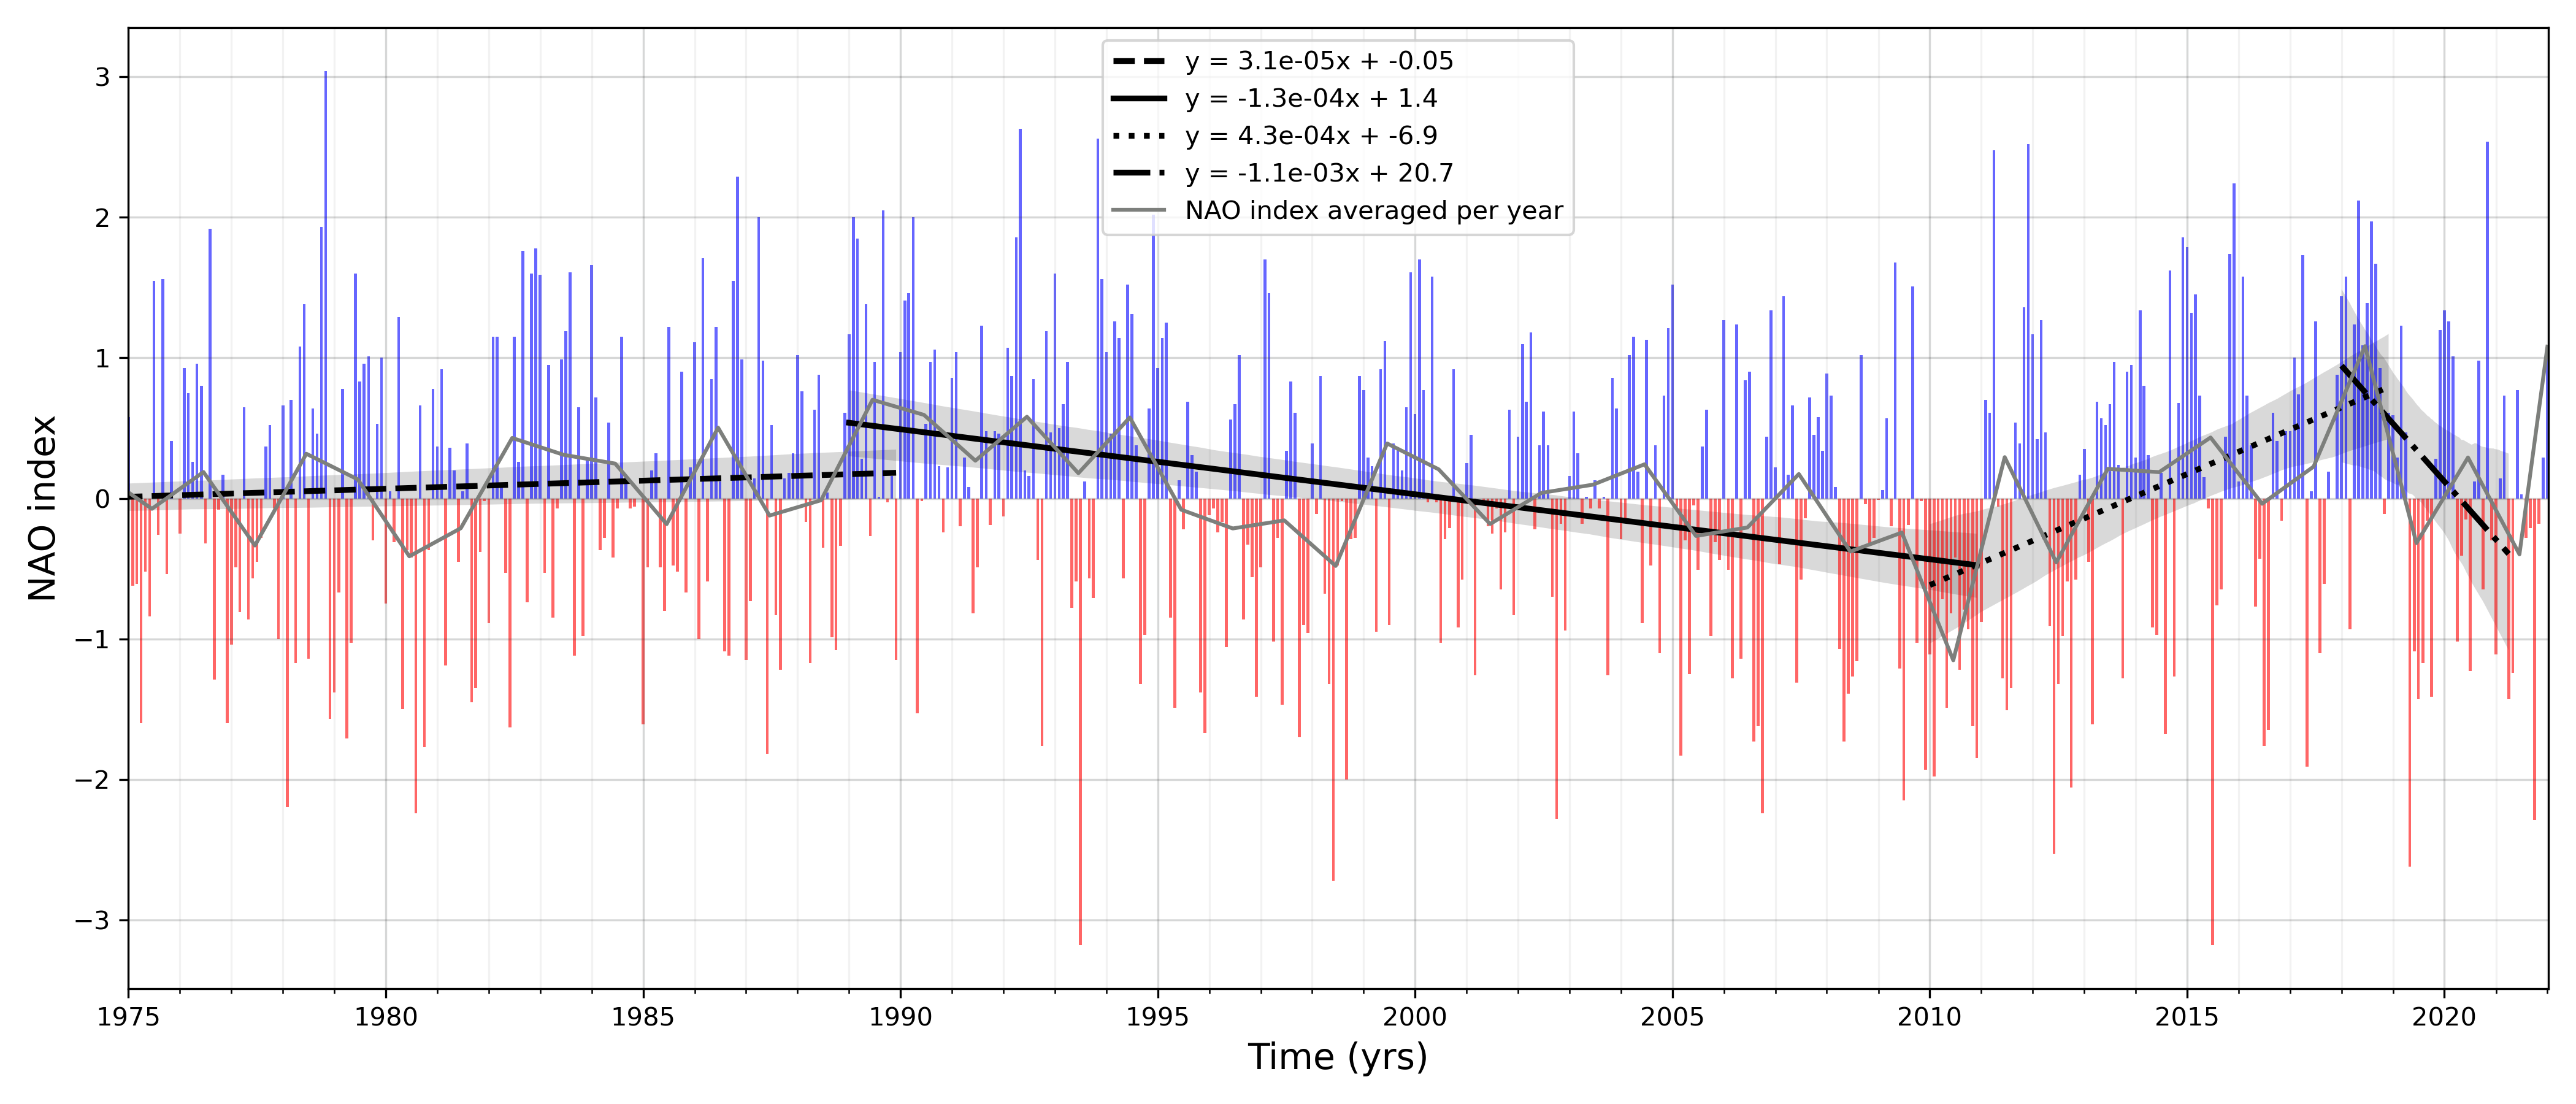 y = 3.1e-05x + -0.05
y = -1.3e-04x + 1.4
y = 4.3e-04x + -6.9
y = -1.1e-03x + 20.7
NAO index averaged per year
NAO index
3
2
1
0
−1
−2
−3
1975 1980 1985 1990 1995 2000 2005 2010 2015 2020
Time (yrs)